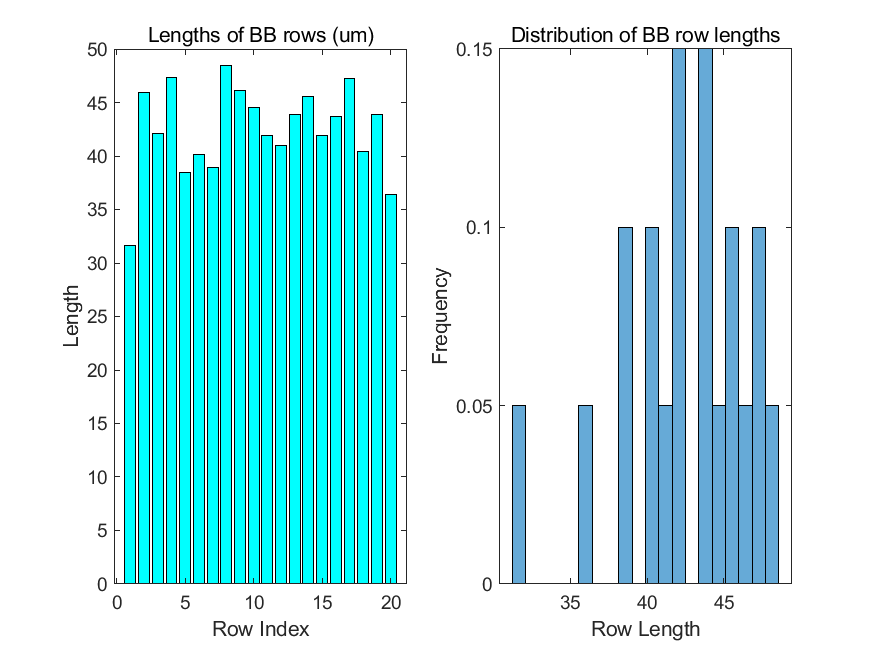 Lengths of BB rows (um)
50
45
40
35
30
25
20
15
10
5
0
Length
0 5 10 15 20
Row Index
Distribution of BB row lengths
0.15
0.1
0.05
0
Frequency
35 40 45
Row Length